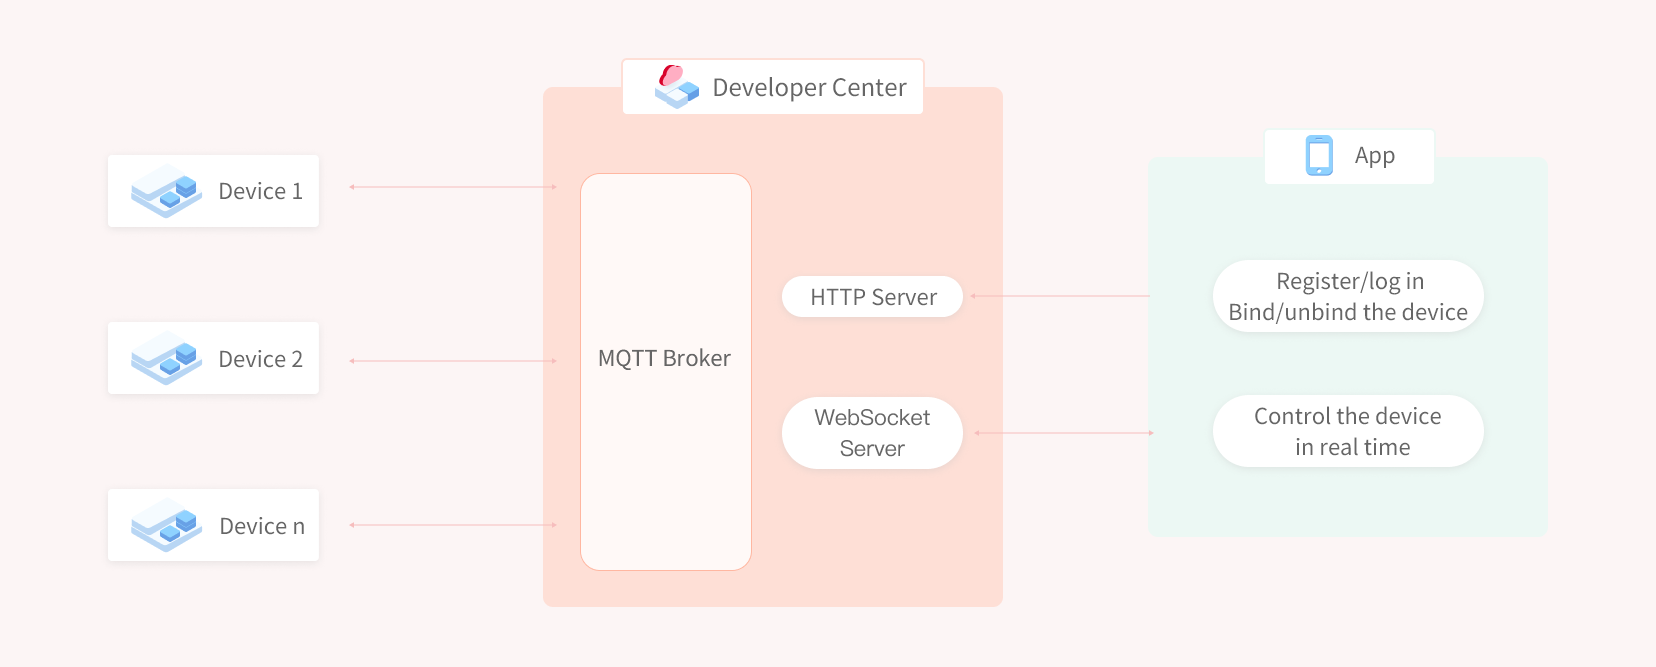 Developer Center
App
Device 1
Device 2
Device n
MQTT Broker
HTTP Server
WebSocket
Server
Register/log in
Bind/unbind the device
Control the device
in real time